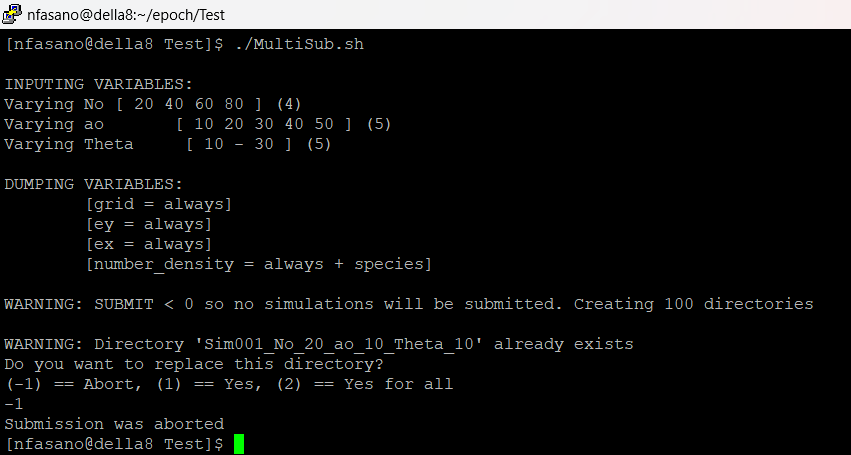 nfasano@della8:~/epoch/Test
[nfasano@della8 Test]$ ./MultiSub.sh
INPUTING VARIABLES:
Varying No [ 20 40 60 80 ] (4)
Varying ao [ 10 20 30 40 50 ] (5)
Varying Theta [ 10 - 30 ] (5)
DUMPING VARIABLES:
[grid = always]
[ey = always]
[ex = always]
[number_density = always + species]
WARNING: SUBMIT < 0 so no simulations will be submitted. Creating 100 directories
WARNING: Directory 'Sim001_No_20_ao_10_Theta_10' already exists
Do you want to replace this directory?
(-1) == Abort, (1) == Yes, (2) == Yes for all
-1
Submission was aborted
[nfasano@della8 Test]$